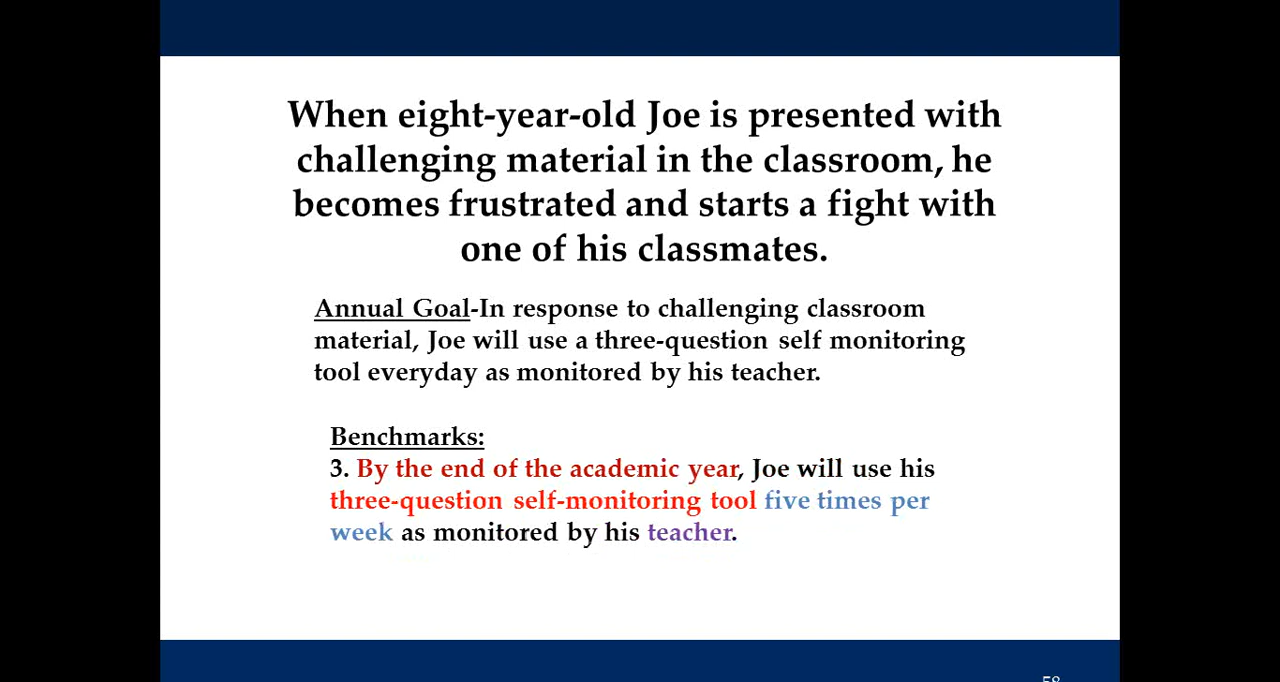 When eight-year-old Joe is presented with
challenging material in the classroom, he
becomes frustrated and starts a fight with
one of his classmates.
Annual Goal-In response to challenging classroom
material, Joe will use a three-question self monitoring
tool everyday as monitored by his teacher.
Benchmarks:
3. By the end of the academic year, Joe will use his
three-question self-monitoring tool five times per
week as monitored by his teacher.
58